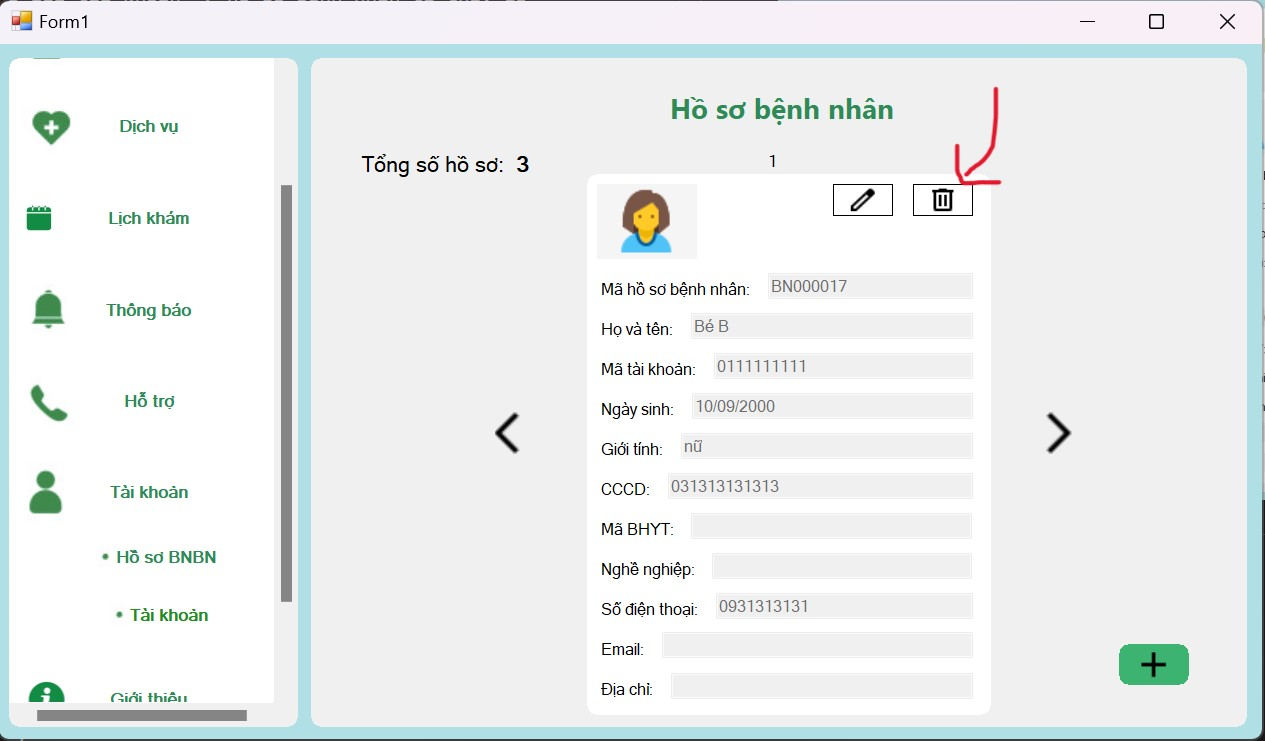 Form1
Dịch vụ
Lịch khám
Thông báo
Hỗ trợ
Tài khoản
• Hồ sơ BNBN
• Tài khoản
Giới thiệu
Hồ sơ bệnh nhân
Tổng số hồ sơ: 3
1
Mã hồ sơ bệnh nhân: BN000017
Họ và tên: Bé B
Mã tài khoản: 0111111111
Ngày sinh: 10/09/2000
Giới tính: nữ
CCCD: 031313131313
Mã BHYT:
Nghề nghiệp:
Số điện thoại: 0931313131
Email:
Địa chỉ: